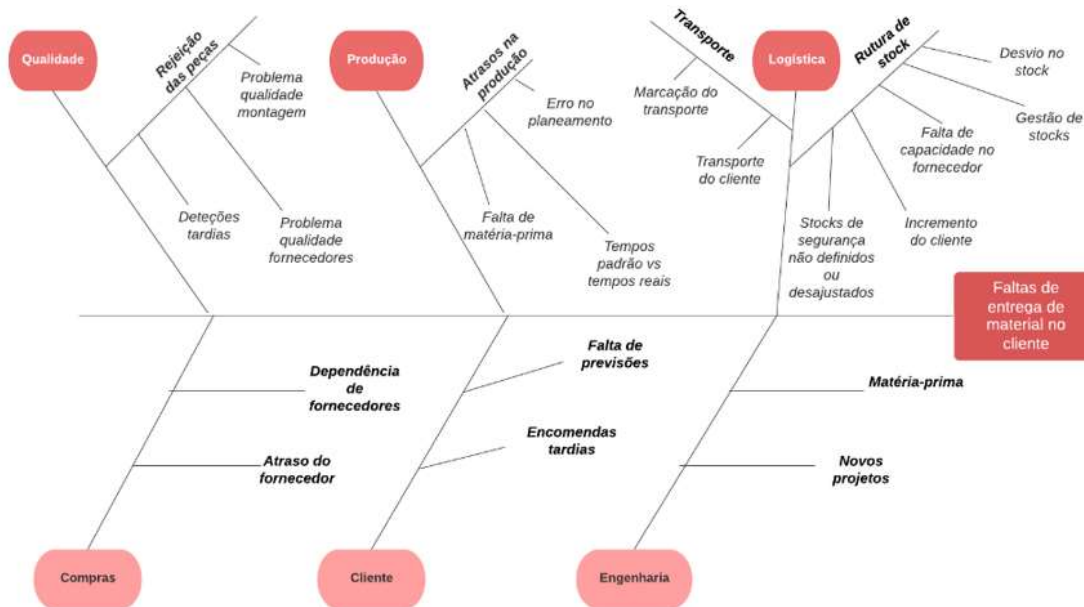 Qualidade
Rejeição
das peças
Problema
qualidade
montagem
Deteções
tardias
Problema
qualidade
fornecedores
Produção
Atrasos na
produção
Erro no
planeamento
Falta de
matéria-prima
Tempos
padrão vs
tempos reais
Transporte
Marcação do
transporte
Transporte
do cliente
Logística
Rutura de
stock
Desvio no
stock
Gestão de
stocks
Falta de
capacidade no
fornecedor
Incremento
do cliente
Stocks de
segurança
não definidos
ou
desajustados
Faltas de
entrega de
material no
cliente
Dependência
de
fornecedores
Atraso do
fornecedor
Compras
Falta de
previsões
Encomendas
tardias
Cliente
Matéria-prima
Novos
projetos
Engenharia